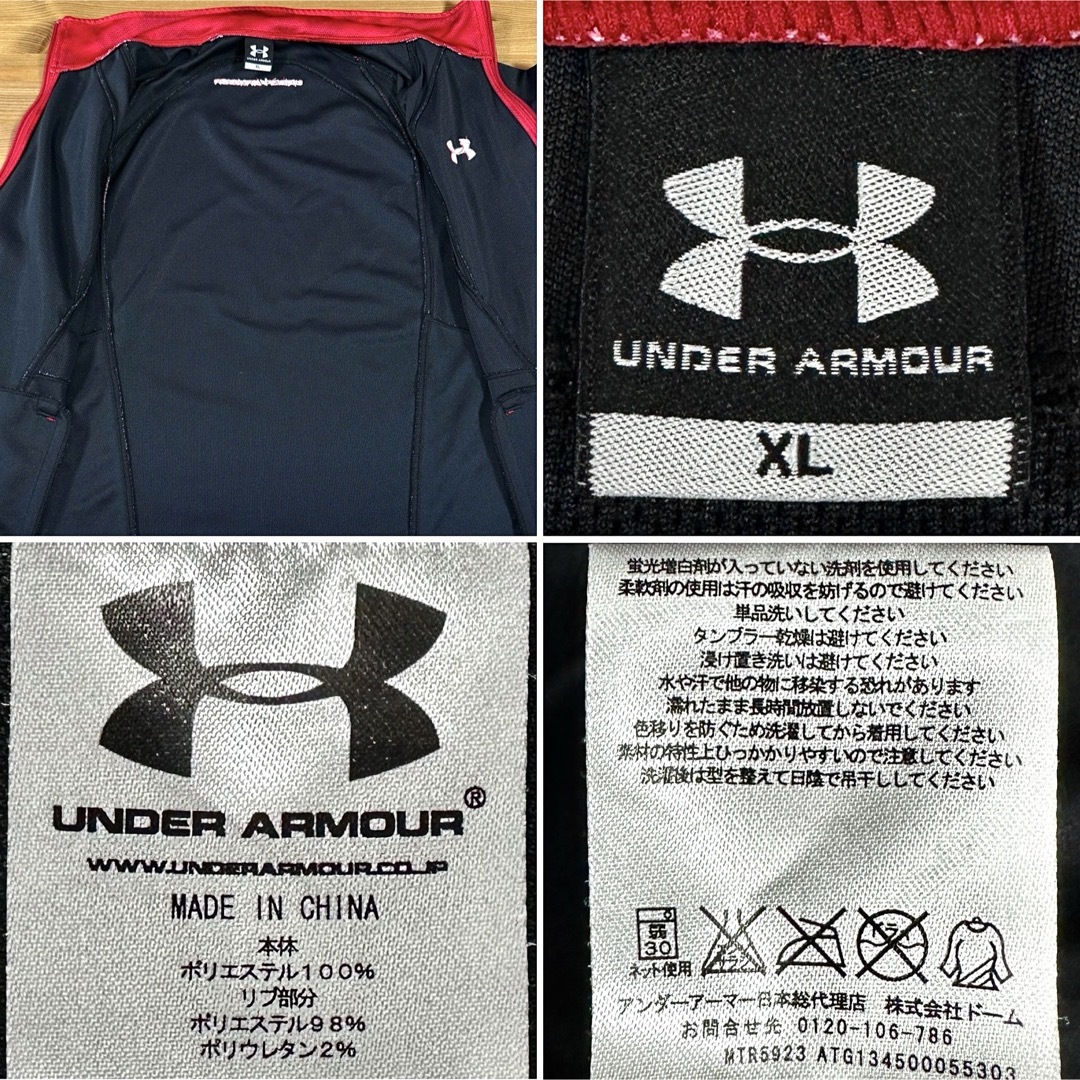 UNDER ARMOUR
XL
UNDER ARMOUR
XL
UNDER ARMOUR®
WWW.UNDERARMOUR.CO.JP
MADE IN CHINA
本体
ポリエステル100%
リブ部分
ポリエステル98%
ポリウレタン2%
蛍光増白剤が入っていない洗剤を使用してください
柔軟剤の使用は汗の吸収を妨げるので避けてください
単品洗いしてください
タンブラー乾燥は避けてください
浸け置き洗いは避けてください
水や汗で他の物に移染する恐れがあります
濡れたまま長時間放置しないでください
色移りを防ぐため洗濯してから着用してください
素材の特性上ひっかかりやすいので注意してください
洗濯後は型を整えて日陰で吊干ししてください
弱
30
ネット使用
エンソ
サラシ
ドライ
アンダーアーマー日本総代理店 株式会社ドーム
お問合せ先 0120-106-786
MTR5923 ATG134500055303